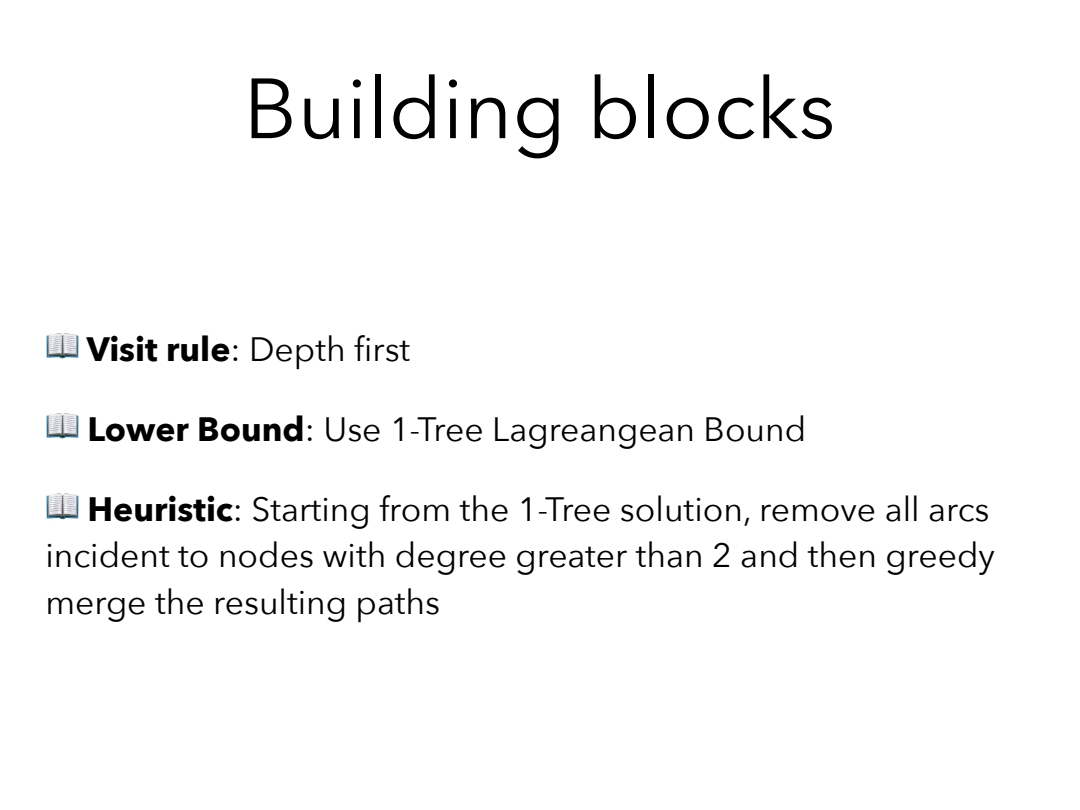 Building blocks
📖 Visit rule: Depth first
📖 Lower Bound: Use 1-Tree Lagreangean Bound
📖 Heuristic: Starting from the 1-Tree solution, remove all arcs
incident to nodes with degree greater than 2 and then greedy
merge the resulting paths